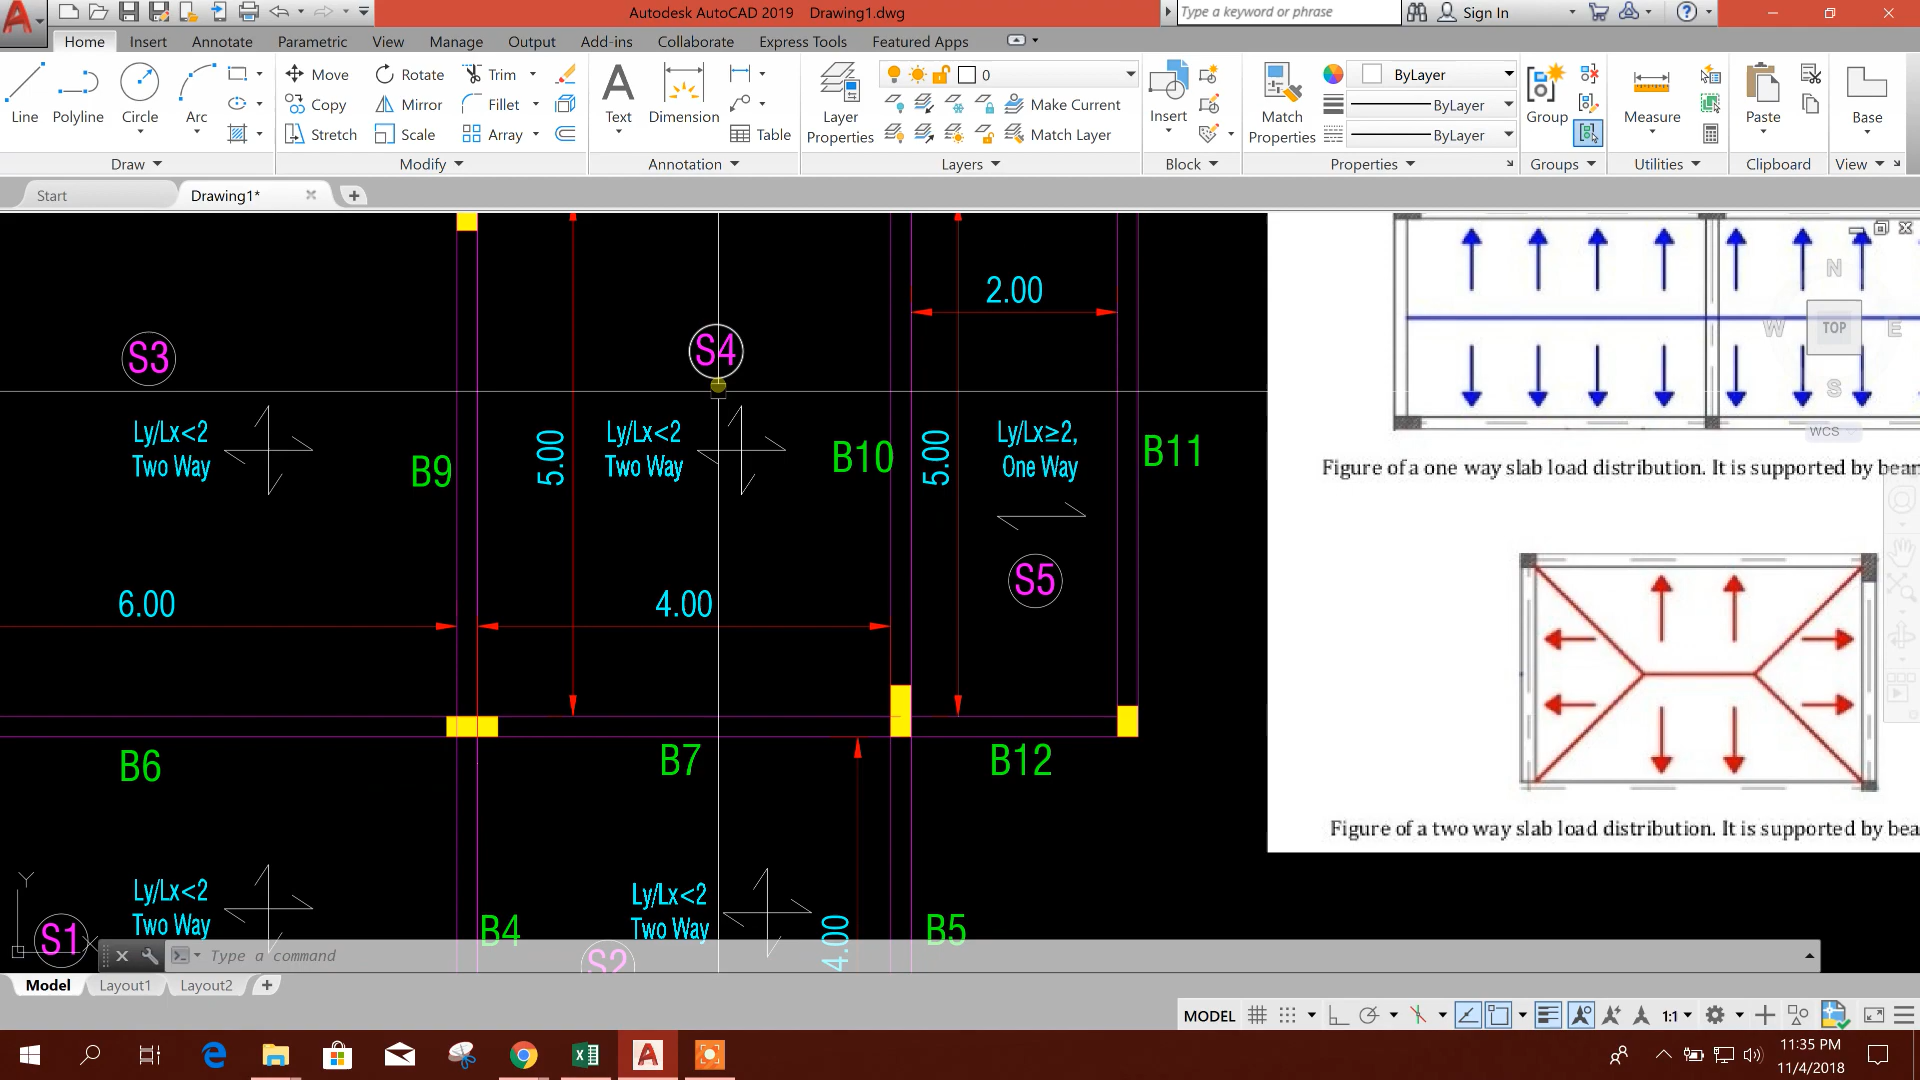 Autodesk AutoCAD 2019 Drawing1.dwg
Type a keyword or phrase
Sign In
Home Insert Annotate Parametric View Manage Output Add-ins Collaborate Express Tools Featured Apps
Line Polyline Circle Arc
Move Rotate Trim
Copy Mirror Fillet
Stretch Scale Array
Text Dimension Table
Layer Properties
0
Make Current
Match Layer
Insert
Match Properties
ByLayer
ByLayer
ByLayer
Group
Measure
Paste
Base
Draw Modify Annotation Layers Block Properties Groups Utilities Clipboard View
Start Drawing1*
2.00
N
W TOP E
S
WCS
S3
S4
Ly/Lx<2
Two Way
B9
5.00
Ly/Lx<2
Two Way
B10
5.00
Ly/Lx≥2,
One Way
B11
S5
Figure of a one way slab load distribution. It is supported by bear
6.00
4.00
B6
B7
B12
Figure of a two way slab load distribution. It is supported by bea
Y
X
S1
Ly/Lx<2
Two Way
B4
Ly/Lx<2
Two Way
S2
4.00
B5
Type a command
Model Layout1 Layout2
MODEL
1:1
11:35 PM
11/4/2018